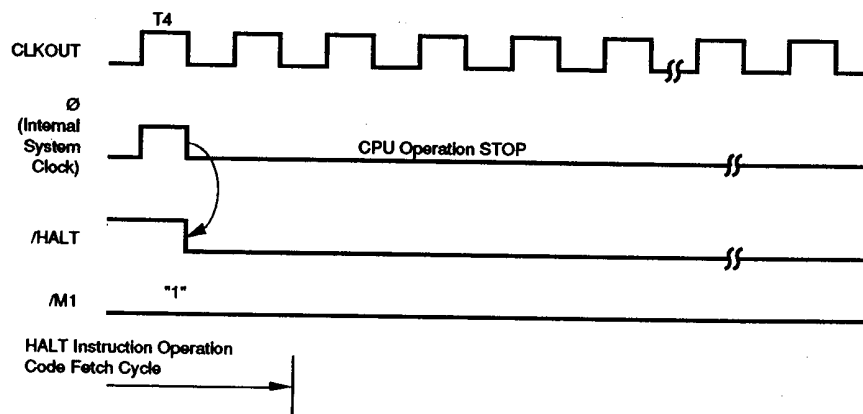 T4
CLKOUT
Ø
(Internal
System
Clock)
CPU Operation STOP
/HALT
"1"
/M1
HALT Instruction Operation
Code Fetch Cycle